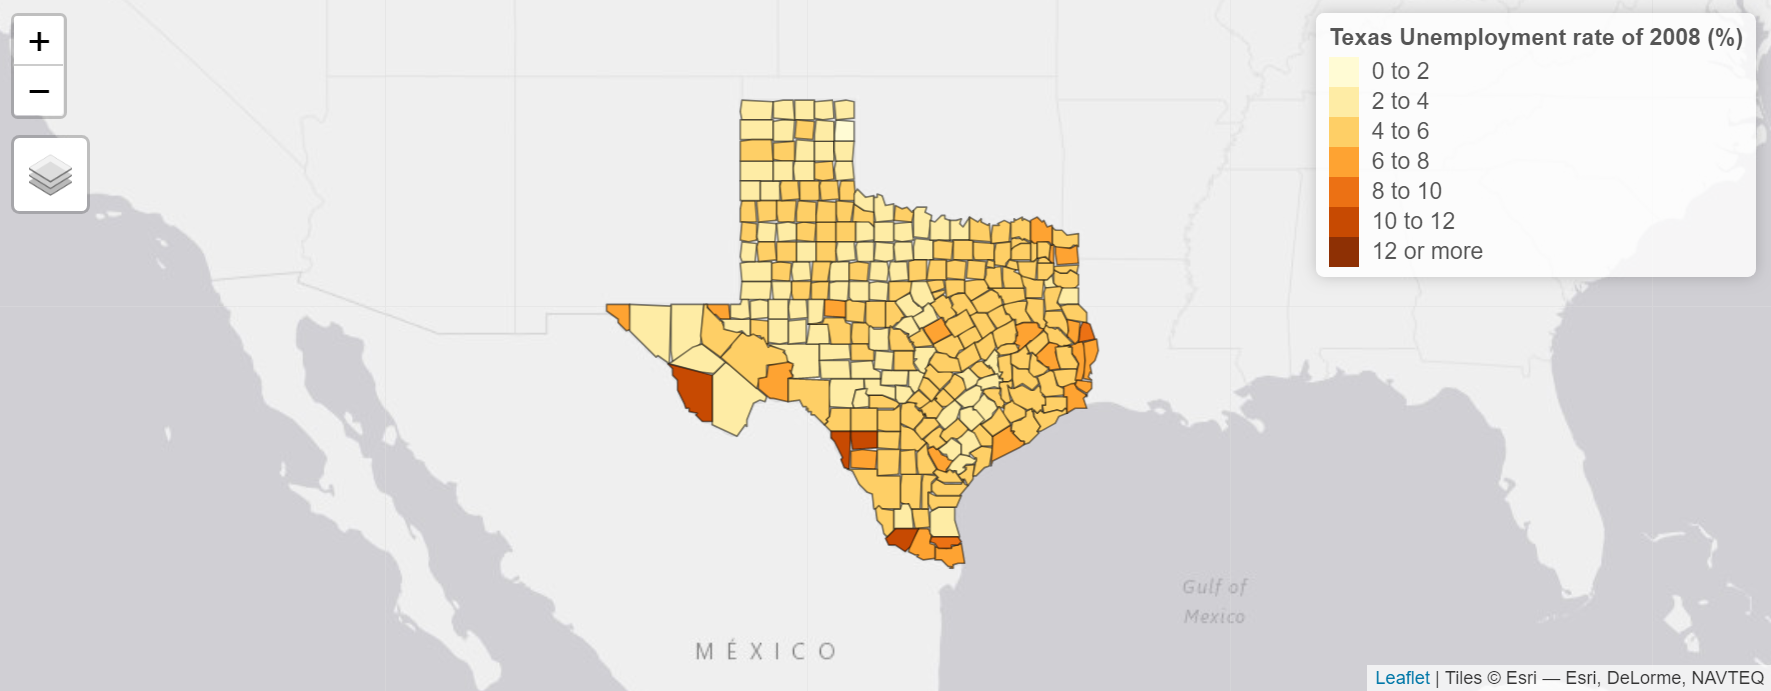 +
−
Texas Unemployment rate of 2008 (%)
0 to 2
2 to 4
4 to 6
6 to 8
8 to 10
10 to 12
12 or more
Gulf of
Mexico
MÉXICO
Leaflet | Tiles © Esri — Esri, DeLorme, NAVTEQ